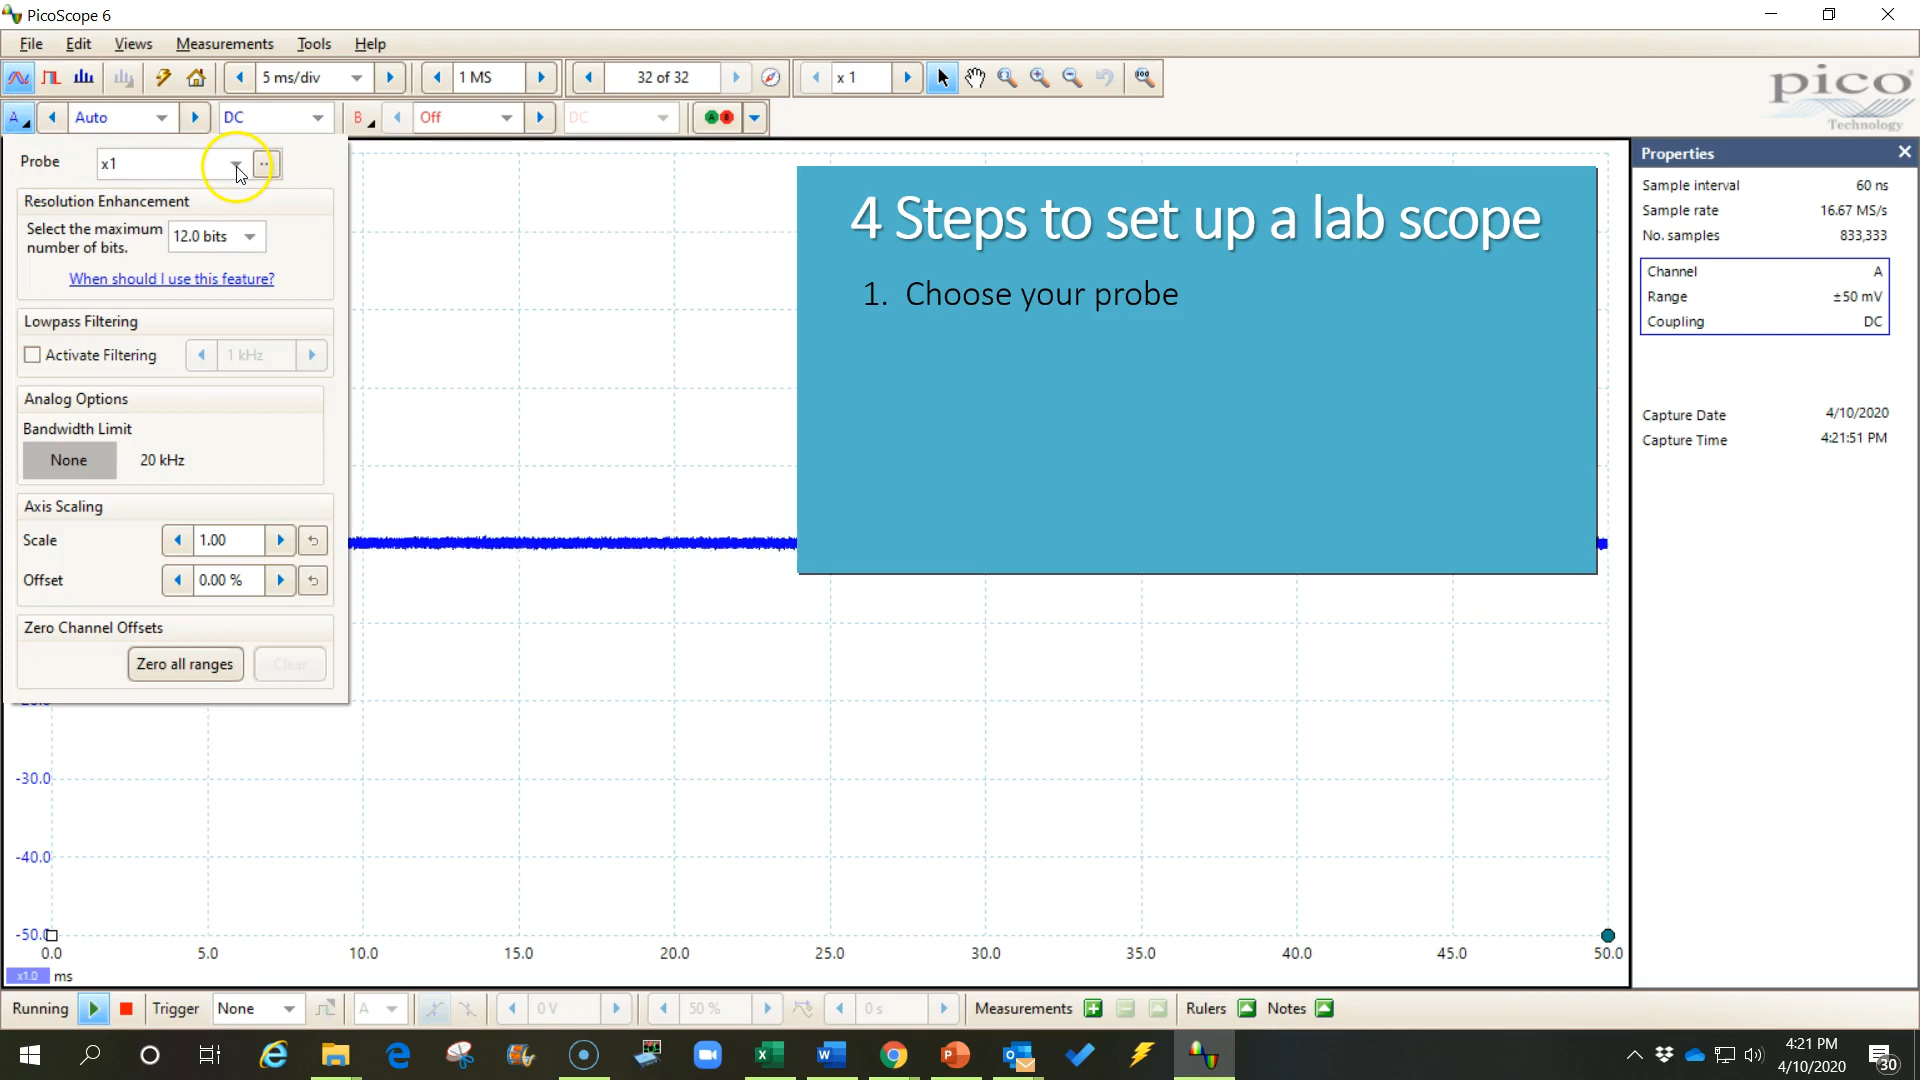 PicoScope 6
File Edit Views Measurements Tools Help
5 ms/div 1 MS 32 of 32 x 1
pico
Technology
A Auto DC B Off DC A B
Probe x1 ..
Resolution Enhancement
Select the maximum
number of bits. 12.0 bits
When should I use this feature?
Lowpass Filtering
Activate Filtering 1 kHz
Analog Options
Bandwidth Limit
None 20 kHz
Axis Scaling
Scale 1.00
Offset 0.00 %
Zero Channel Offsets
Zero all ranges Clear
4 Steps to set up a lab scope
1. Choose your probe
Properties
Sample interval 60 ns
Sample rate 16.67 MS/s
No. samples 833,333
Channel A
Range ±50 mV
Coupling DC
Capture Date 4/10/2020
Capture Time 4:21:51 PM
-30.0
-40.0
-50.0
0.0 5.0 10.0 15.0 20.0 25.0 30.0 35.0 40.0 45.0 50.0
x1.0 ms
Running Trigger None A 0 V 50 % 0 s Measurements Rulers Notes
4:21 PM
4/10/2020
30